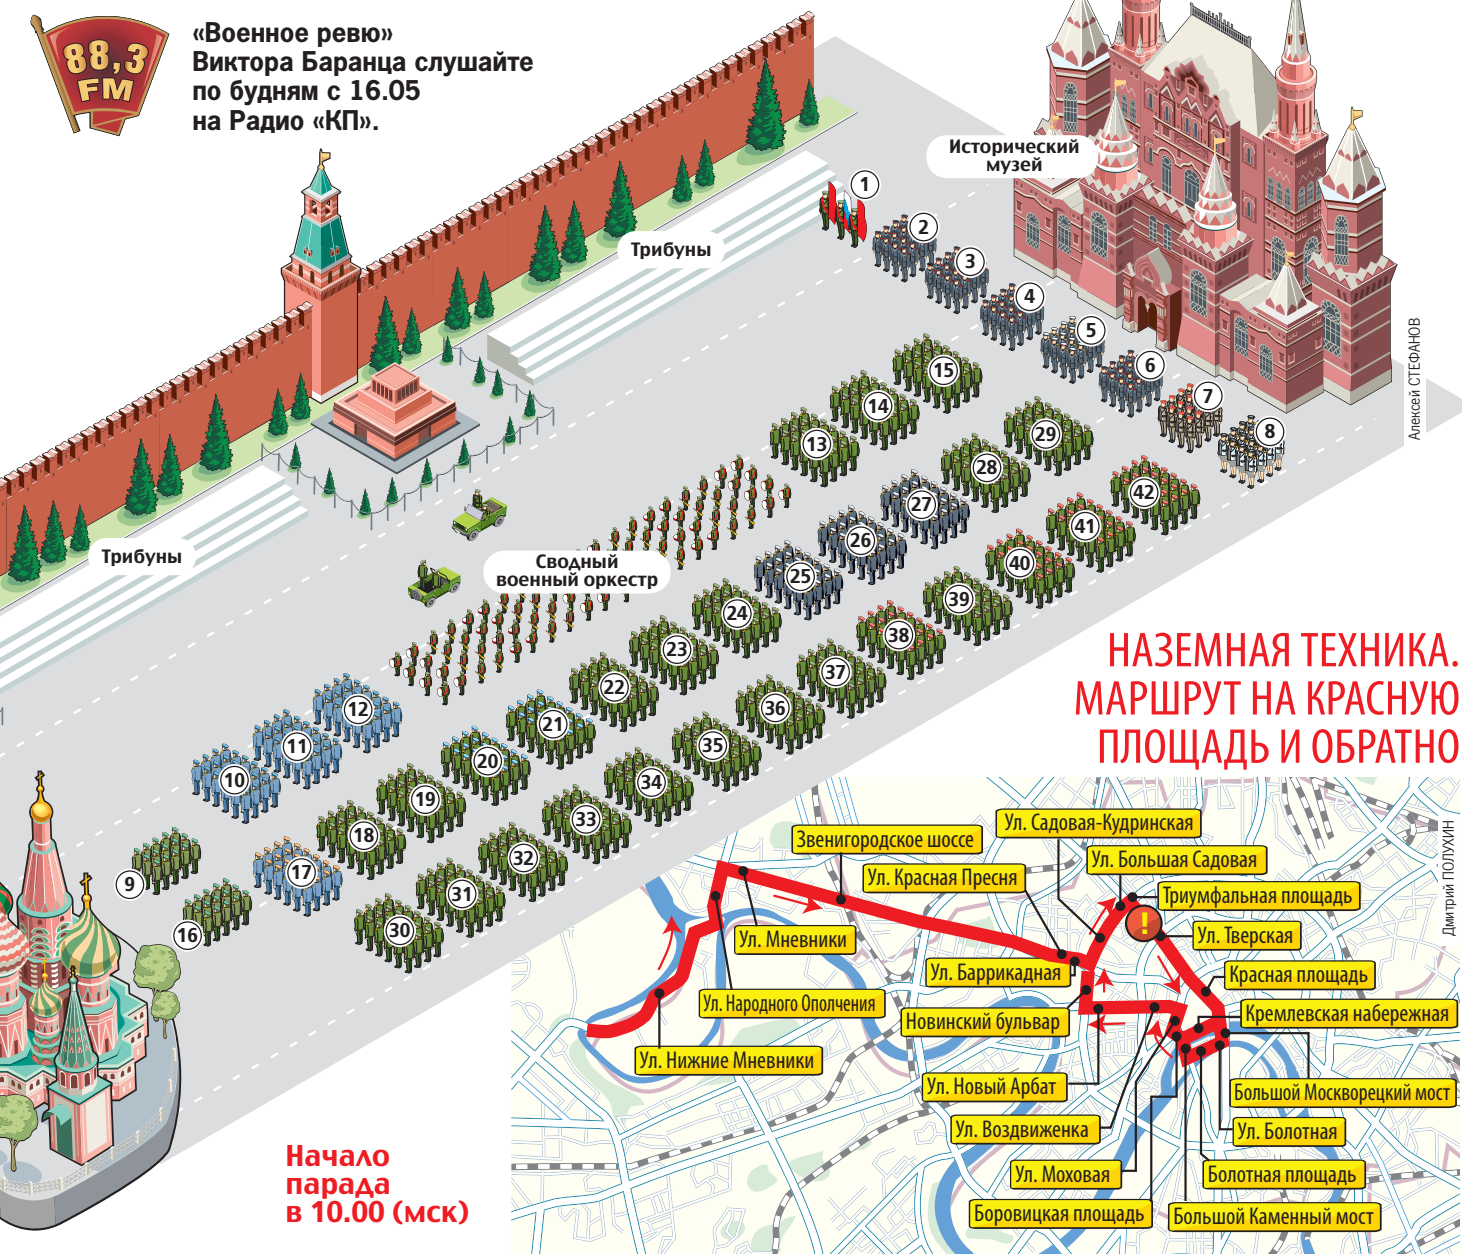 88,3
FM
«Военное ревю»
Виктора Баранца слушайте
по будням с 16.05
на Радио «КП».
Исторический
музей
Трибуны
Трибуны
Сводный
военный оркестр
1
2
3
4
5
6
7
8
9
10
11
12
13
14
15
16
17
18
19
20
21
22
23
24
25
26
27
28
29
30
31
32
33
34
35
36
37
38
39
40
41
42
Алексей СТЕФАНОВ
НАЗЕМНАЯ ТЕХНИКА.
МАРШРУТ НА КРАСНУЮ
ПЛОЩАДЬ И ОБРАТНО
Ул. Садовая-Кудринская
Звенигородское шоссе
Ул. Большая Садовая
Ул. Красная Пресня
Триумфальная площадь
!
Ул. Мневники
Ул. Тверская
Ул. Баррикадная
Красная площадь
Ул. Народного Ополчения
Новинский бульвар
Кремлевская набережная
Ул. Нижние Мневники
Ул. Новый Арбат
Большой Москворецкий мост
Ул. Воздвиженка
Ул. Болотная
Ул. Моховая
Болотная площадь
Боровицкая площадь
Большой Каменный мост
Дмитрий ПОЛУХИН
Начало
парада
в 10.00 (мск)